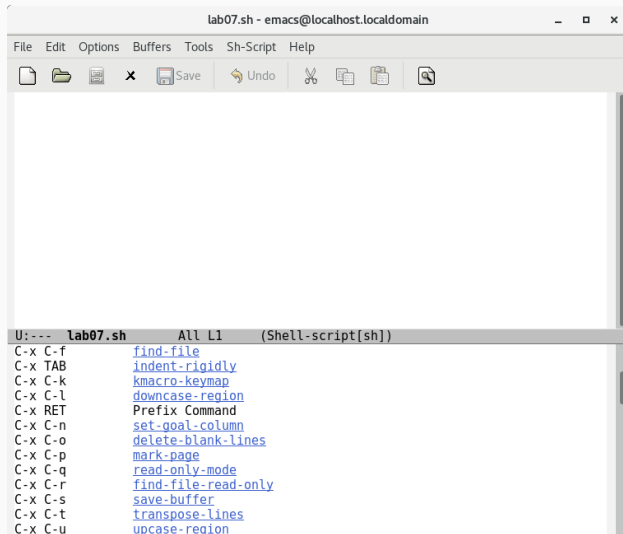 lab07.sh - emacs@localhost.localdomain
File Edit Options Buffers Tools Sh-Script Help
Save Undo
U:--- lab07.sh All L1 (Shell-script[sh])
C-x C-f find-file
C-x TAB indent-rigidly
C-x C-k kmacro-keymap
C-x C-l downcase-region
C-x RET Prefix Command
C-x C-n set-goal-column
C-x C-o delete-blank-lines
C-x C-p mark-page
C-x C-q read-only-mode
C-x C-r find-file-read-only
C-x C-s save-buffer
C-x C-t transpose-lines
C-x C-u upcase-region